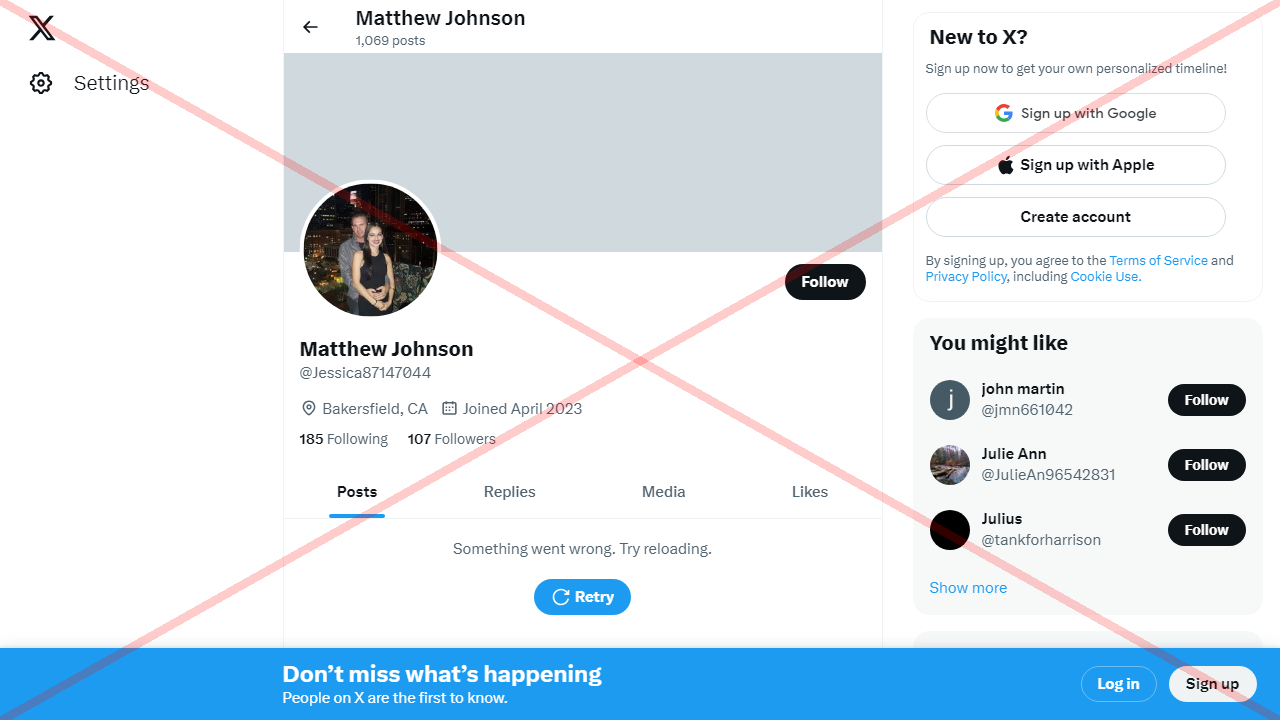 Settings
Matthew Johnson
1,069 posts
Follow
Matthew Johnson
@Jessica87147044
Bakersfield, CA Joined April 2023
185 Following 107 Followers
Posts Replies Media Likes
Something went wrong. Try reloading.
Retry
New to X?
Sign up now to get your own personalized timeline!
Sign up with Google
Sign up with Apple
Create account
By signing up, you agree to the Terms of Service and
Privacy Policy, including Cookie Use.
You might like
j
john martin
@jmn661042
Follow
Julie Ann
@JulieAn96542831
Follow
Julius
@tankforharrison
Follow
Show more
Don’t miss what’s happening
People on X are the first to know.
Log in
Sign up